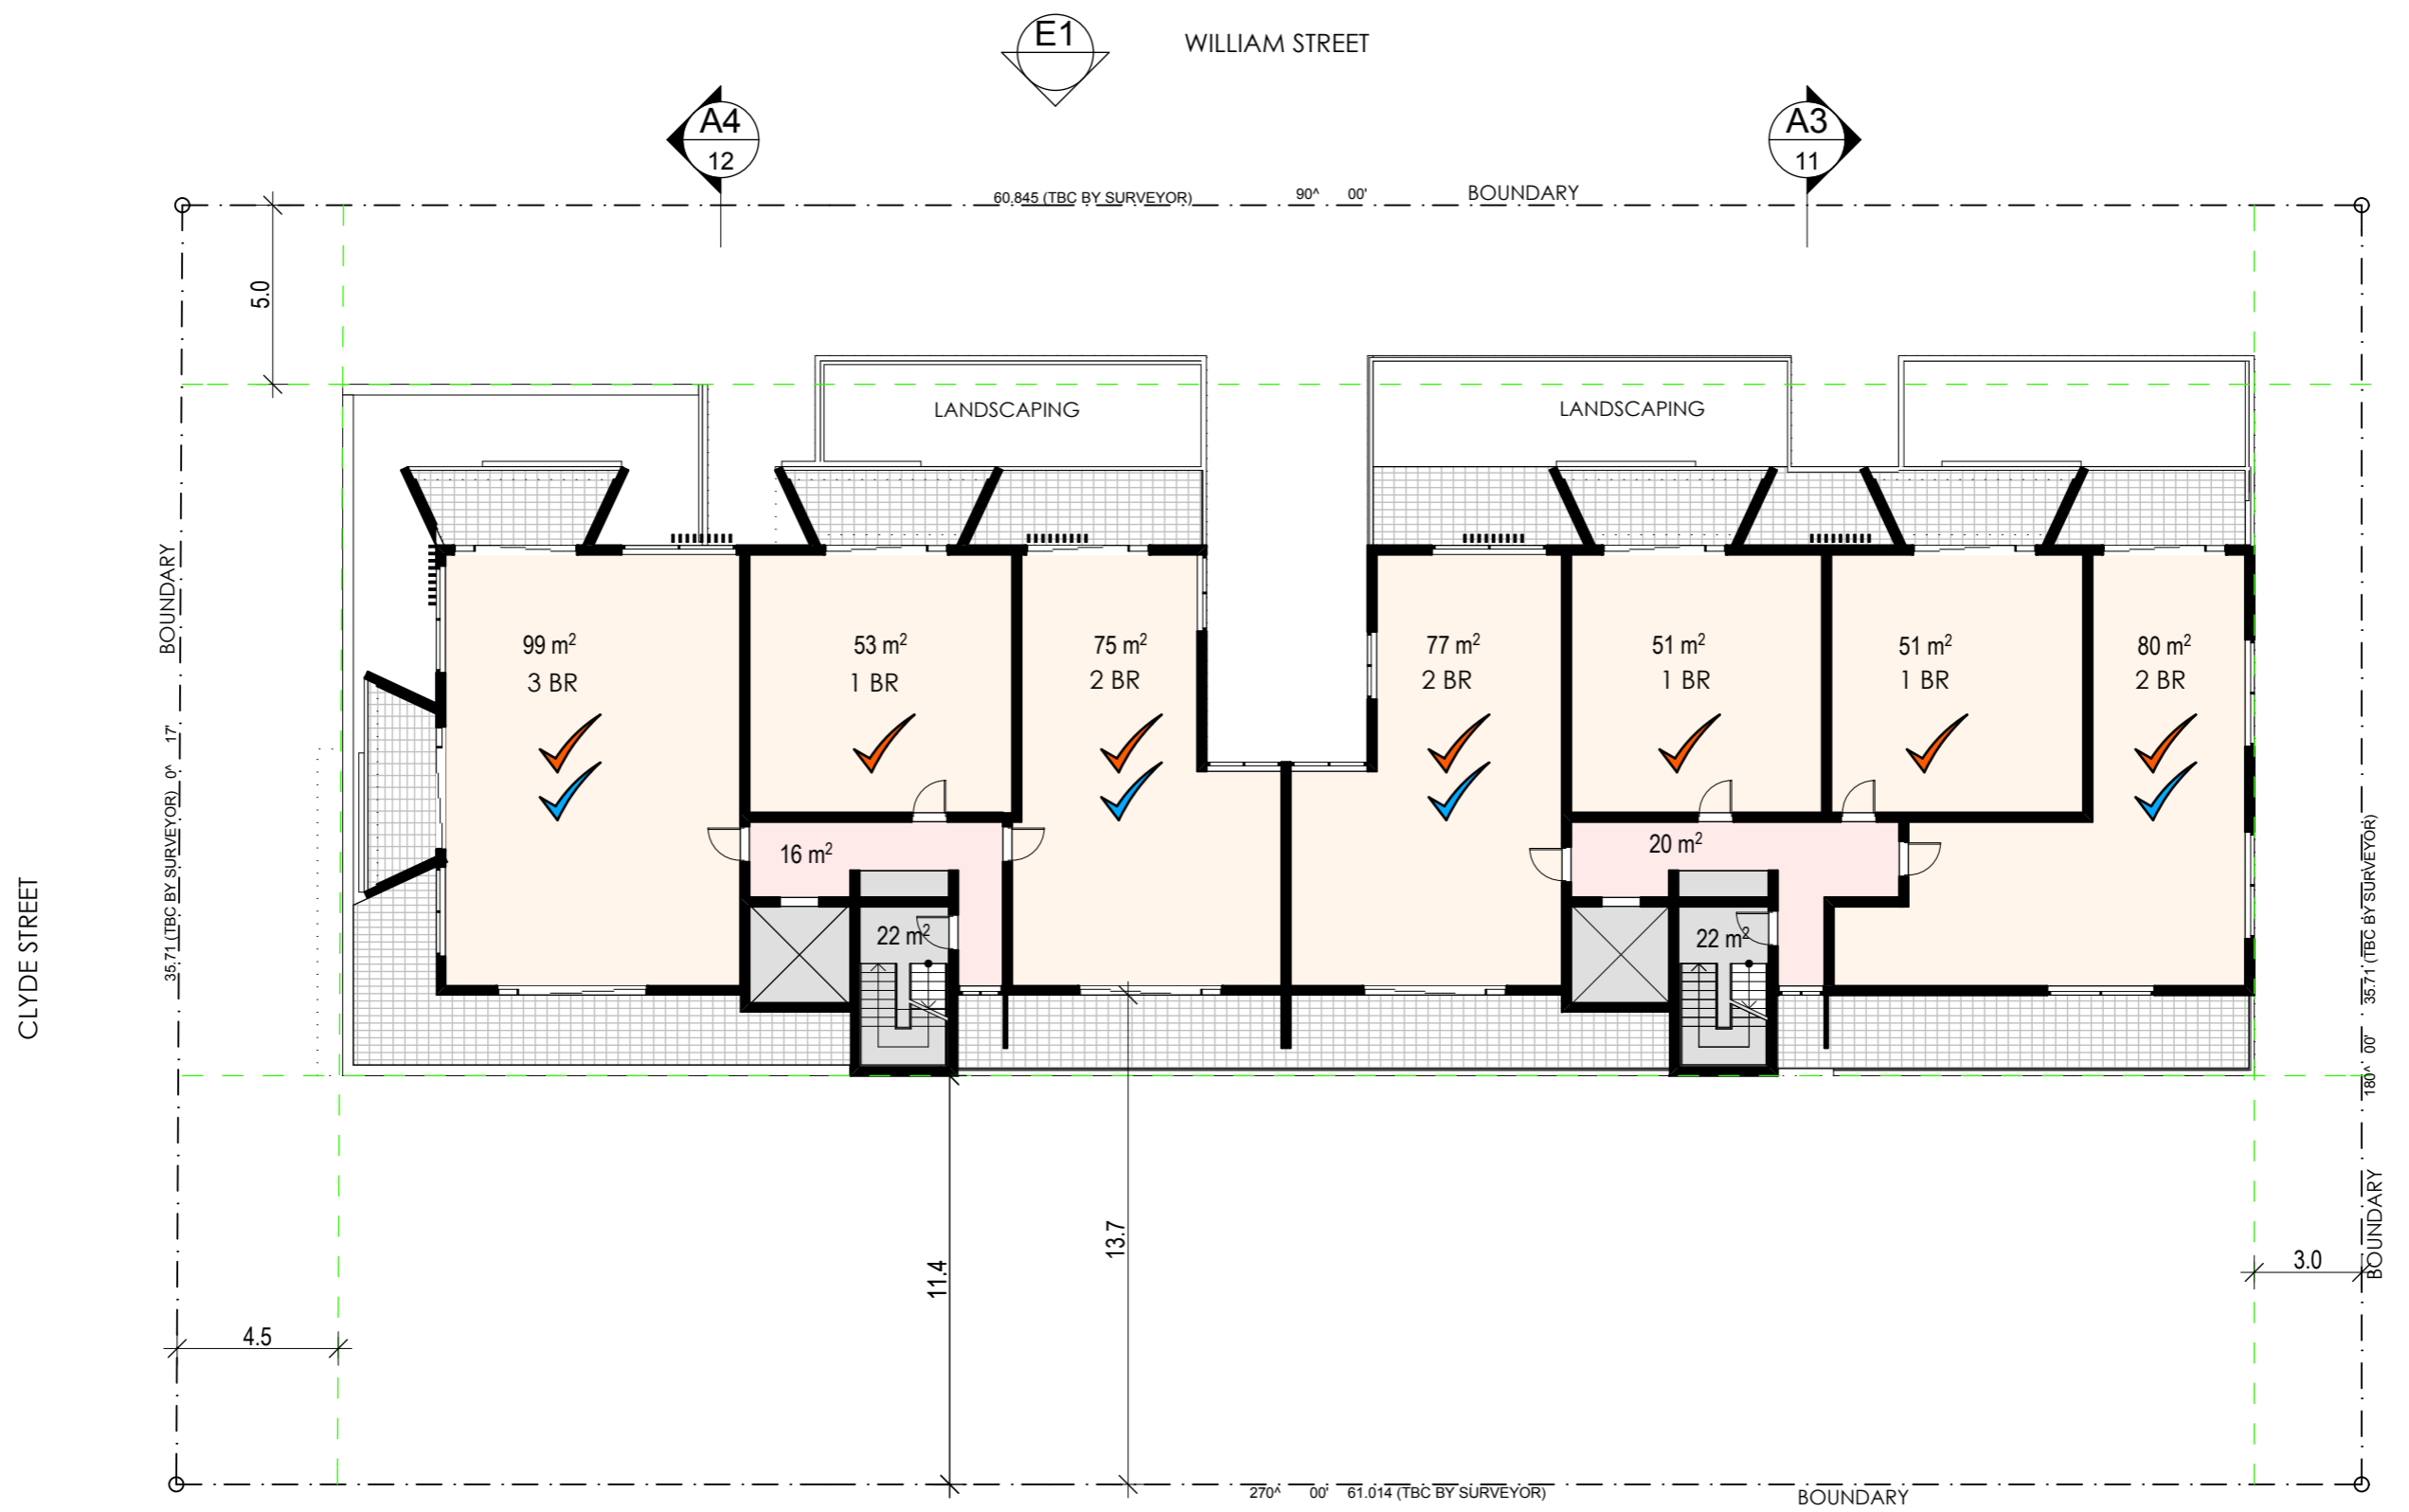 E1
WILLIAM STREET
A4
12
A3
11
60.845 (TBC BY SURVEYOR) 90^ 00' BOUNDARY
5.0
LANDSCAPING
LANDSCAPING
BOUNDARY
35.71 (TBC BY SURVEYOR) 0^ 17'
CLYDE STREET
99 m²
3 BR
53 m²
1 BR
75 m²
2 BR
77 m²
2 BR
51 m²
1 BR
51 m²
1 BR
80 m²
2 BR
16 m²
20 m²
22 m²
22 m²
180^ 00' 35.71 (TBC BY SURVEYOR)
BOUNDARY
13.7
11.4
3.0
4.5
270^ 00' 61.014 (TBC BY SURVEYOR)
BOUNDARY